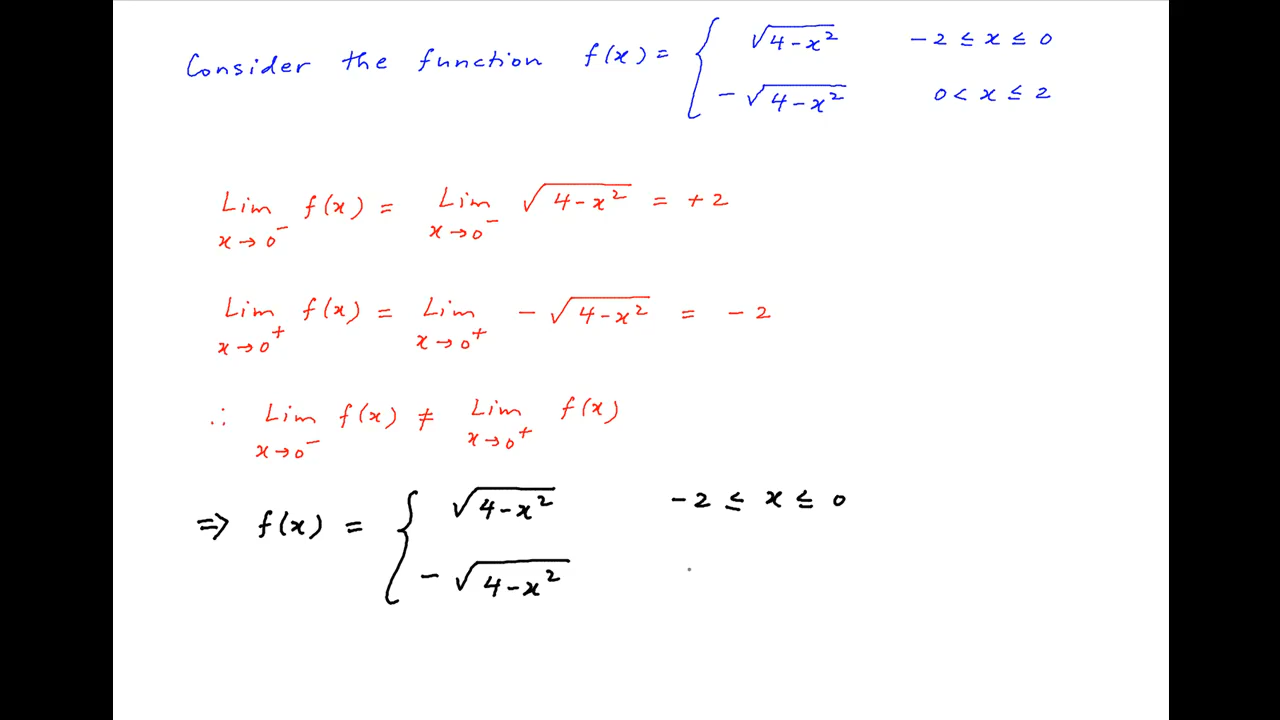 Consider the function f(x) = { √(4-x²) -2 ≤ x ≤ 0
-√(4-x²) 0 < x ≤ 2
Lim x→0⁻ f(x) = Lim x→0⁻ √(4-x²) = +2
Lim x→0⁺ f(x) = Lim x→0⁺ -√(4-x²) = -2
∴ Lim x→0⁻ f(x) ≠ Lim x→0⁺ f(x)
⇒ f(x) = { √(4-x²) -2 ≤ x ≤ 0
-√(4-x²)